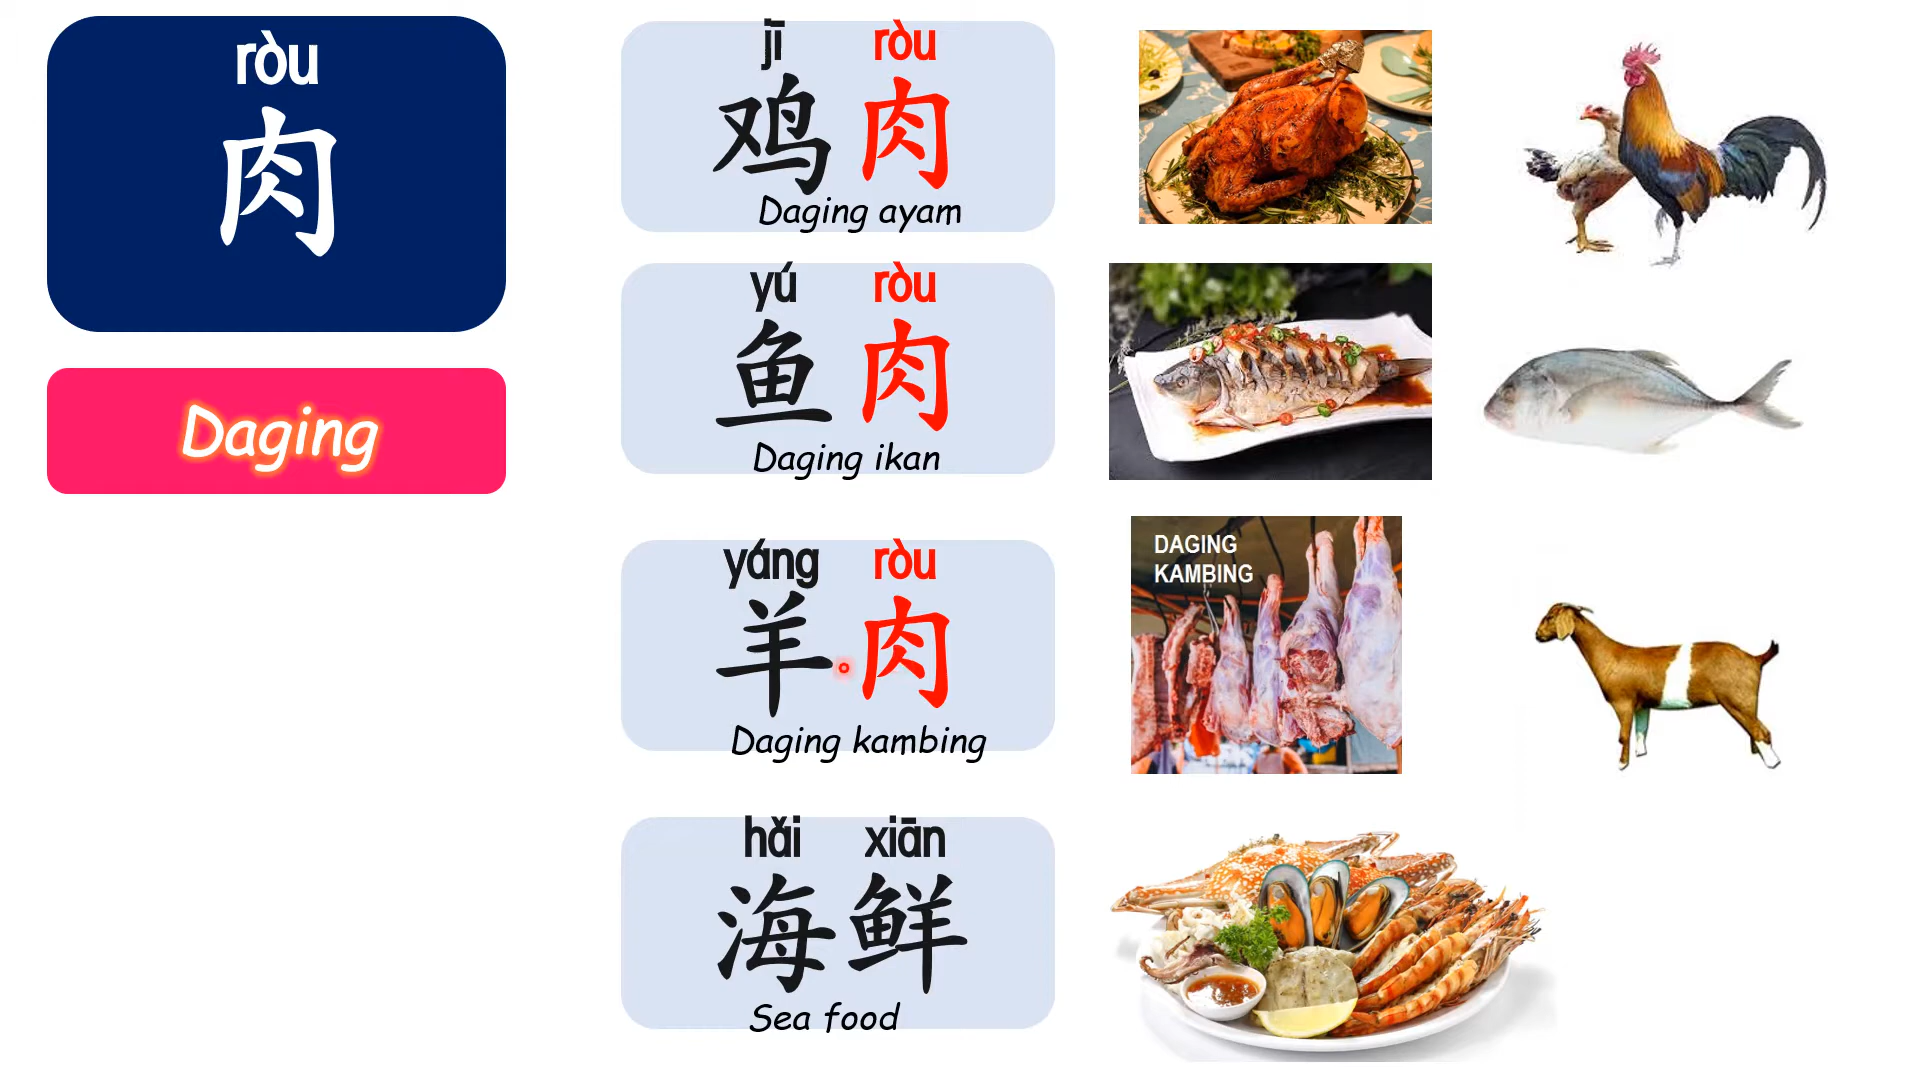 ròu
肉
Daging
jī ròu
鸡肉
Daging ayam
yú ròu
鱼肉
Daging ikan
yáng ròu
羊肉
Daging kambing
DAGING
KAMBING
hǎi xiān
海鲜
Sea food